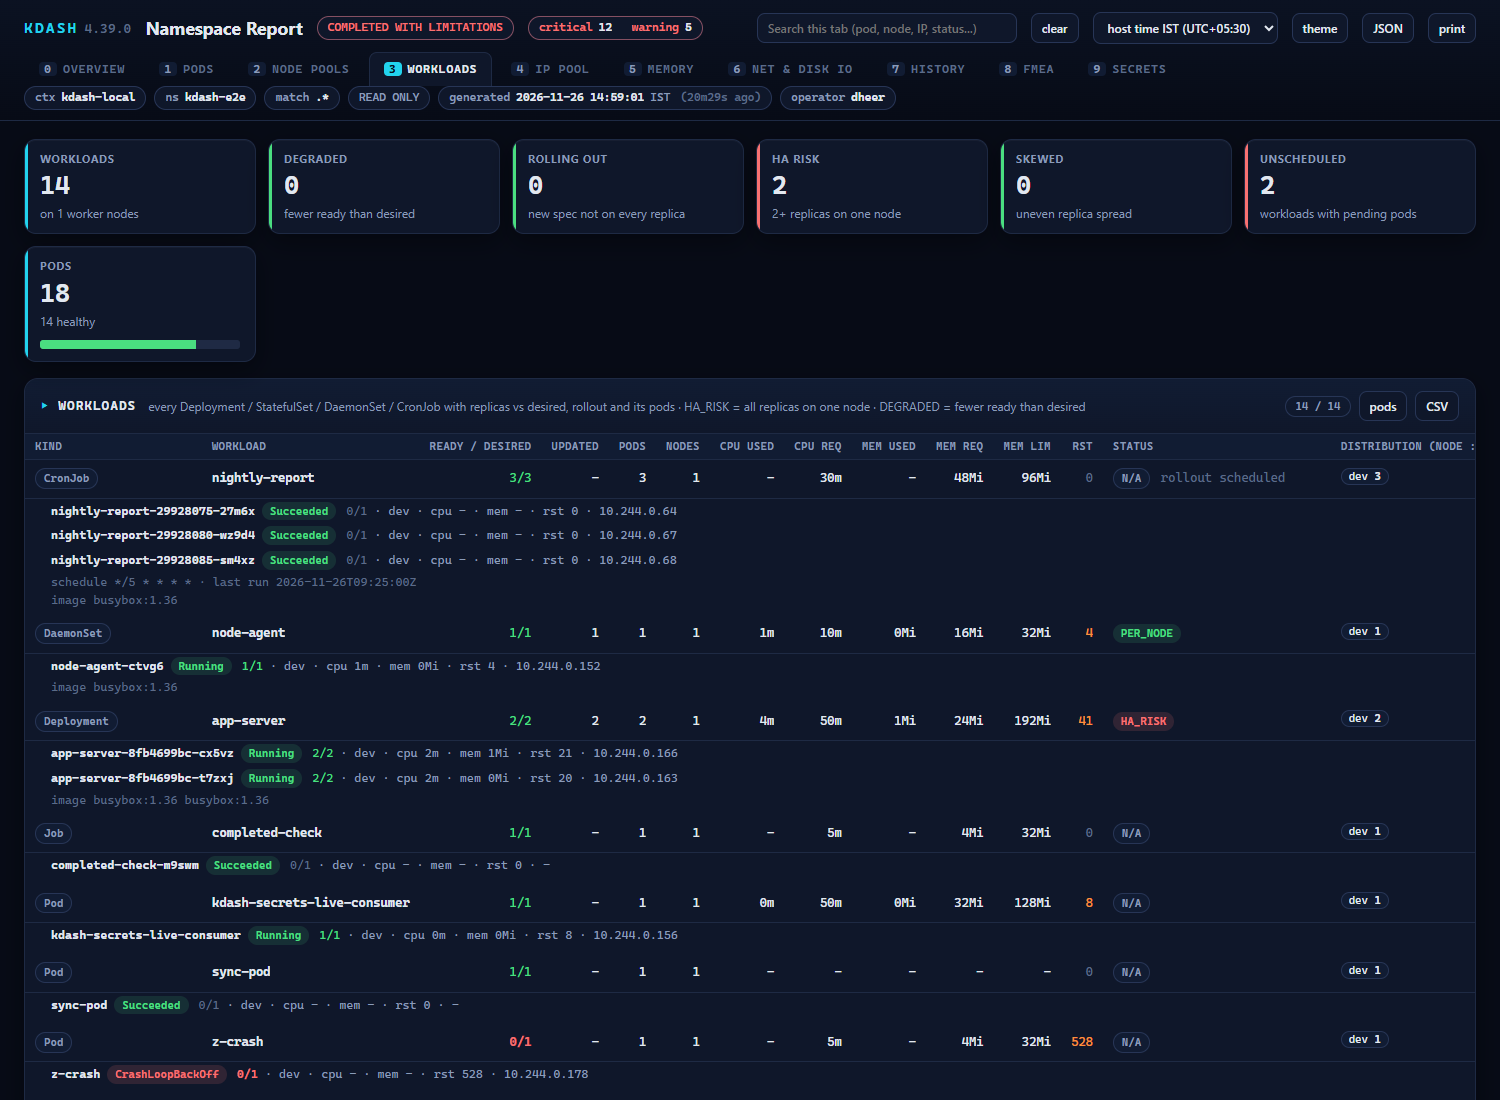 KDASH 4.39.0 Namespace Report COMPLETED WITH LIMITATIONS critical 12 warning 5 Search this tab (pod, node, IP, status...) clear host time IST (UTC+05:30) theme JSON print
0 OVERVIEW 1 PODS 2 NODE POOLS 3 WORKLOADS 4 IP POOL 5 MEMORY 6 NET & DISK IO 7 HISTORY 8 FMEA 9 SECRETS
ctx kdash-local ns kdash-e2e match .* READ ONLY generated 2026-11-26 14:59:01 IST (20m29s ago) operator dheer
WORKLOADS DEGRADED ROLLING OUT HA RISK SKEWED UNSCHEDULED
14 0 0 2 0 2
on 1 worker nodes fewer ready than desired new spec not on every replica 2+ replicas on one node uneven replica spread workloads with pending pods
PODS
18
14 healthy
▸ WORKLOADS every Deployment / StatefulSet / DaemonSet / CronJob with replicas vs desired, rollout and its pods · HA_RISK = all replicas on one node · DEGRADED = fewer ready than desired 14 / 14 pods CSV
KIND WORKLOAD READY / DESIRED UPDATED PODS NODES CPU USED CPU REQ MEM USED MEM REQ MEM LIM RST STATUS DISTRIBUTION (NODE :
CronJob nightly-report 3/3 – 3 1 – 30m – 48Mi 96Mi 0 N/A rollout scheduled dev 3
nightly-report-29928075-27m6x Succeeded 0/1 · dev · cpu – · mem – · rst 0 · 10.244.0.64
nightly-report-29928080-wz9d4 Succeeded 0/1 · dev · cpu – · mem – · rst 0 · 10.244.0.67
nightly-report-29928085-sm4xz Succeeded 0/1 · dev · cpu – · mem – · rst 0 · 10.244.0.68
schedule */5 * * * * · last run 2026-11-26T09:25:00Z
image busybox:1.36
DaemonSet node-agent 1/1 1 1 1 1m 10m 0Mi 16Mi 32Mi 4 PER_NODE dev 1
node-agent-ctvg6 Running 1/1 · dev · cpu 1m · mem 0Mi · rst 4 · 10.244.0.152
image busybox:1.36
Deployment app-server 2/2 2 2 1 4m 50m 1Mi 24Mi 192Mi 41 HA_RISK dev 2
app-server-8fb4699bc-cx5vz Running 2/2 · dev · cpu 2m · mem 1Mi · rst 21 · 10.244.0.166
app-server-8fb4699bc-t7zxj Running 2/2 · dev · cpu 2m · mem 0Mi · rst 20 · 10.244.0.163
image busybox:1.36 busybox:1.36
Job completed-check 1/1 – 1 1 – 5m – 4Mi 32Mi 0 N/A dev 1
completed-check-m9swm Succeeded 0/1 · dev · cpu – · mem – · rst 0 · –
Pod kdash-secrets-live-consumer 1/1 – 1 1 0m 50m 0Mi 32Mi 128Mi 8 N/A dev 1
kdash-secrets-live-consumer Running 1/1 · dev · cpu 0m · mem 0Mi · rst 8 · 10.244.0.156
Pod sync-pod 1/1 – 1 1 – – – – – 0 N/A dev 1
sync-pod Succeeded 0/1 · dev · cpu – · mem – · rst 0 · –
Pod z-crash 0/1 – 1 1 – 5m – 4Mi 32Mi 528 N/A dev 1
z-crash CrashLoopBackOff 0/1 · dev · cpu – · mem – · rst 528 · 10.244.0.178